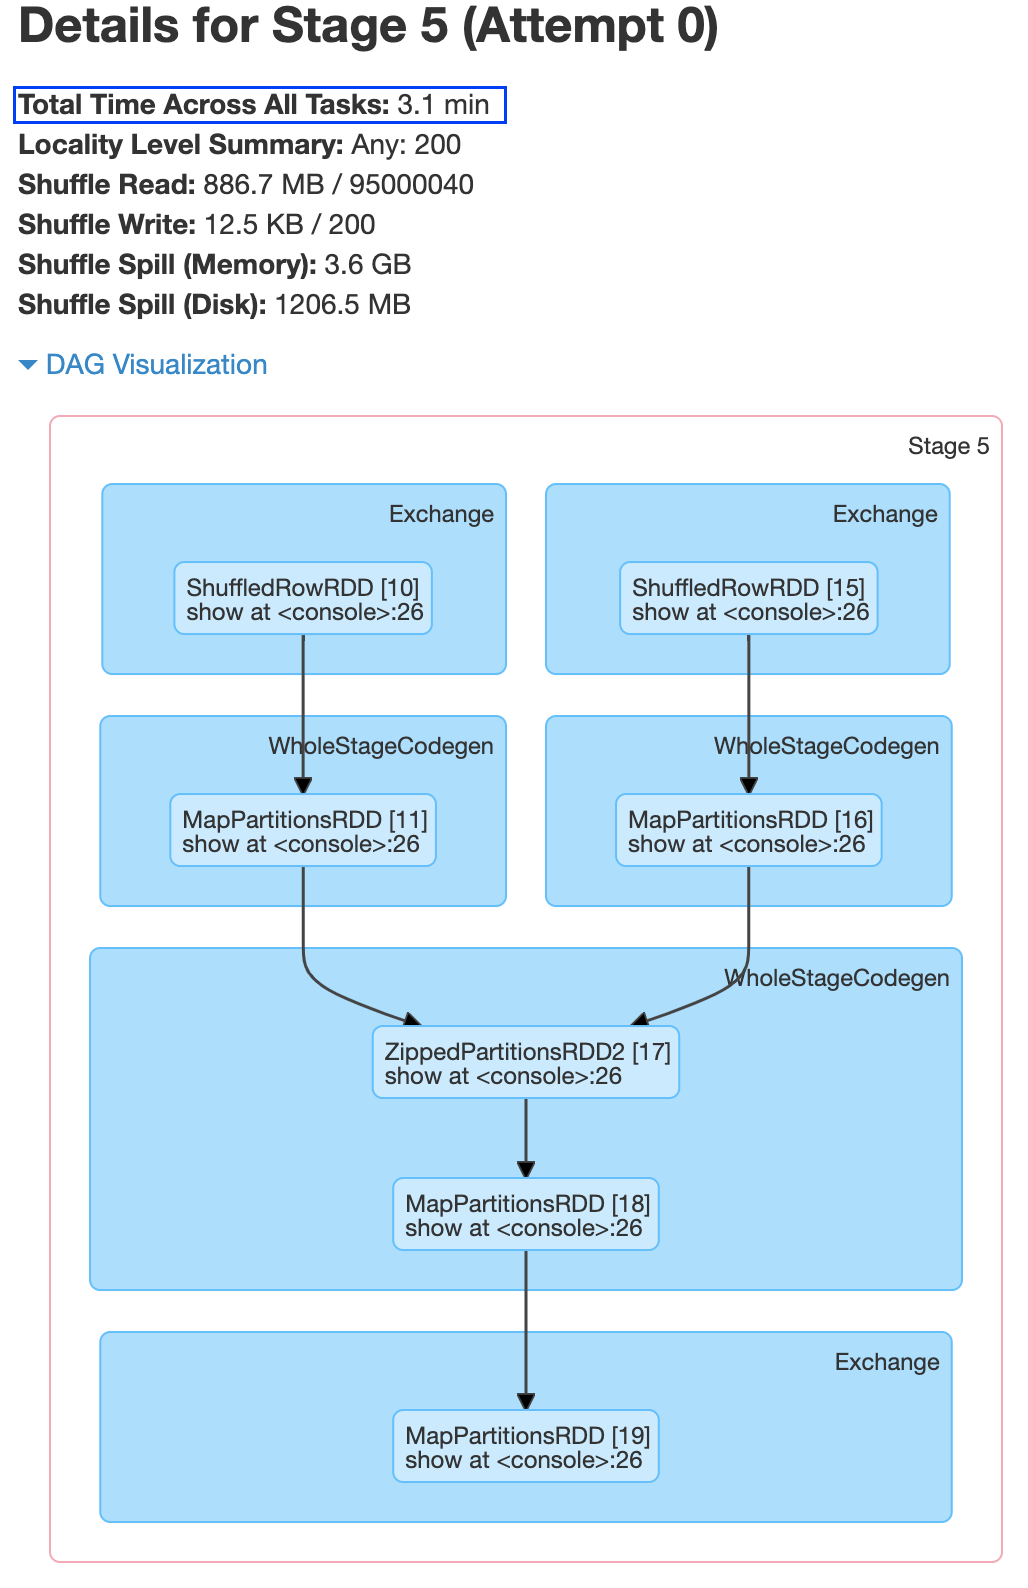 Details for Stage 5 (Attempt 0)
Total Time Across All Tasks: 3.1 min
Locality Level Summary: Any: 200
Shuffle Read: 886.7 MB / 95000040
Shuffle Write: 12.5 KB / 200
Shuffle Spill (Memory): 3.6 GB
Shuffle Spill (Disk): 1206.5 MB
DAG Visualization
Stage 5
Exchange
ShuffledRowRDD [10]
show at <console>:26
Exchange
ShuffledRowRDD [15]
show at <console>:26
WholeStageCodegen
MapPartitionsRDD [11]
show at <console>:26
WholeStageCodegen
MapPartitionsRDD [16]
show at <console>:26
WholeStageCodegen
ZippedPartitionsRDD2 [17]
show at <console>:26
MapPartitionsRDD [18]
show at <console>:26
Exchange
MapPartitionsRDD [19]
show at <console>:26